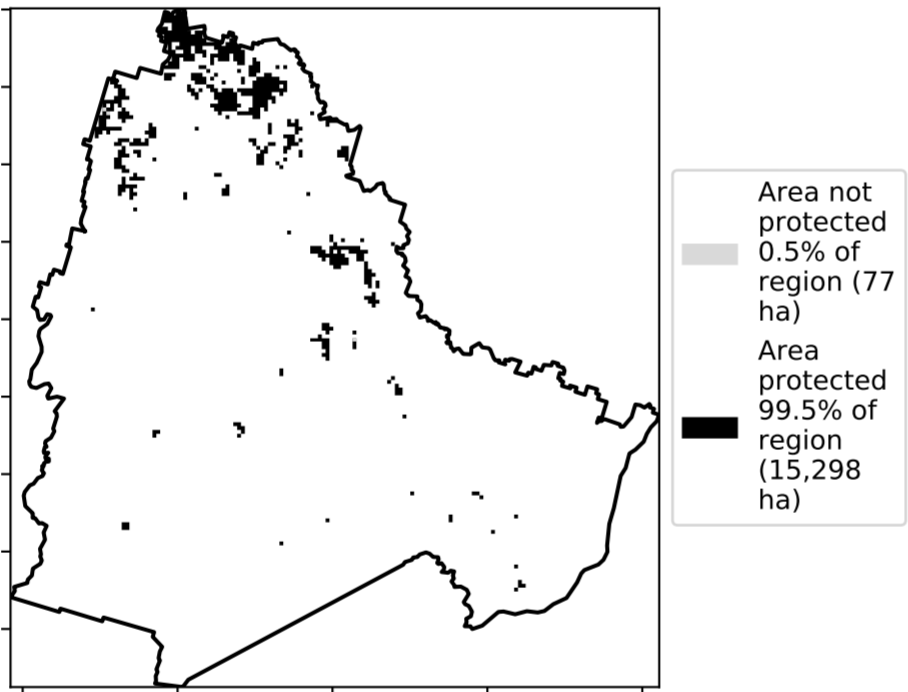 Area not
protected
0.5% of
region (77
ha)
Area
protected
99.5% of
region
(15,298
ha)